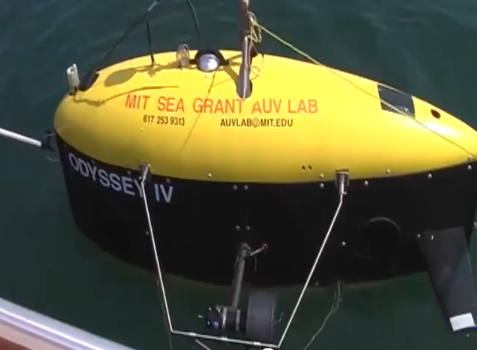 MIT SEA GRANT AUV LAB
617 253 9313 AUVLAB@MIT.EDU
ODYSSEY IV